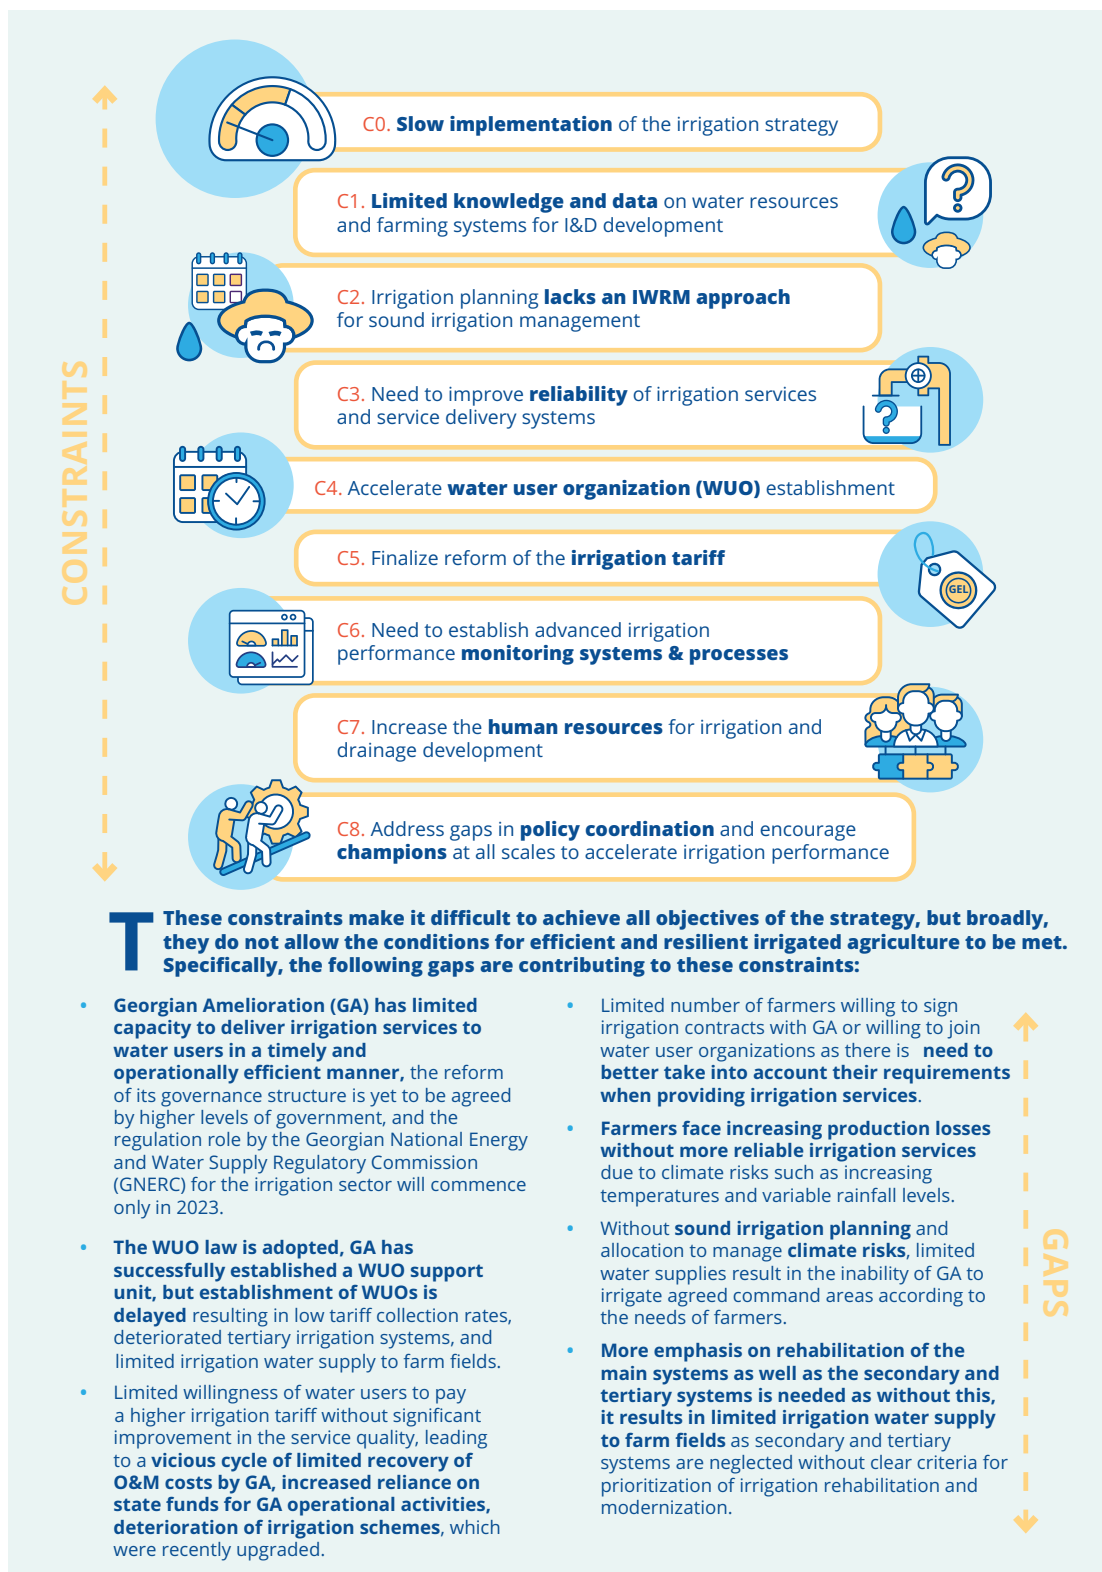 CONSTRAINTS
C0. Slow implementation of the irrigation strategy
C1. Limited knowledge and data on water resources
and farming systems for I&D development
C2. Irrigation planning lacks an IWRM approach
for sound irrigation management
C3. Need to improve reliability of irrigation services
and service delivery systems
C4. Accelerate water user organization (WUO) establishment
C5. Finalize reform of the irrigation tariff
GEL
C6. Need to establish advanced irrigation
performance monitoring systems & processes
C7. Increase the human resources for irrigation and
drainage development
C8. Address gaps in policy coordination and encourage
champions at all scales to accelerate irrigation performance
T These constraints make it difficult to achieve all objectives of the strategy, but broadly,
they do not allow the conditions for efficient and resilient irrigated agriculture to be met.
Specifically, the following gaps are contributing to these constraints:
• Georgian Amelioration (GA) has limited
capacity to deliver irrigation services to
water users in a timely and
operationally efficient manner, the reform
of its governance structure is yet to be agreed
by higher levels of government, and the
regulation role by the Georgian National Energy
and Water Supply Regulatory Commission
(GNERC) for the irrigation sector will commence
only in 2023.
• The WUO law is adopted, GA has
successfully established a WUO support
unit, but establishment of WUOs is
delayed resulting in low tariff collection rates,
deteriorated tertiary irrigation systems, and
limited irrigation water supply to farm fields.
• Limited willingness of water users to pay
a higher irrigation tariff without significant
improvement in the service quality, leading
to a vicious cycle of limited recovery of
O&M costs by GA, increased reliance on
state funds for GA operational activities,
deterioration of irrigation schemes, which
were recently upgraded.
• Limited number of farmers willing to sign
irrigation contracts with GA or willing to join
water user organizations as there is need to
better take into account their requirements
when providing irrigation services.
• Farmers face increasing production losses
without more reliable irrigation services
due to climate risks such as increasing
temperatures and variable rainfall levels.
• Without sound irrigation planning and
allocation to manage climate risks, limited
water supplies result in the inability of GA to
irrigate agreed command areas according to
the needs of farmers.
• More emphasis on rehabilitation of the
main systems as well as the secondary and
tertiary systems is needed as without this,
it results in limited irrigation water supply
to farm fields as secondary and tertiary
systems are neglected without clear criteria for
prioritization of irrigation rehabilitation and
modernization.
GAPS